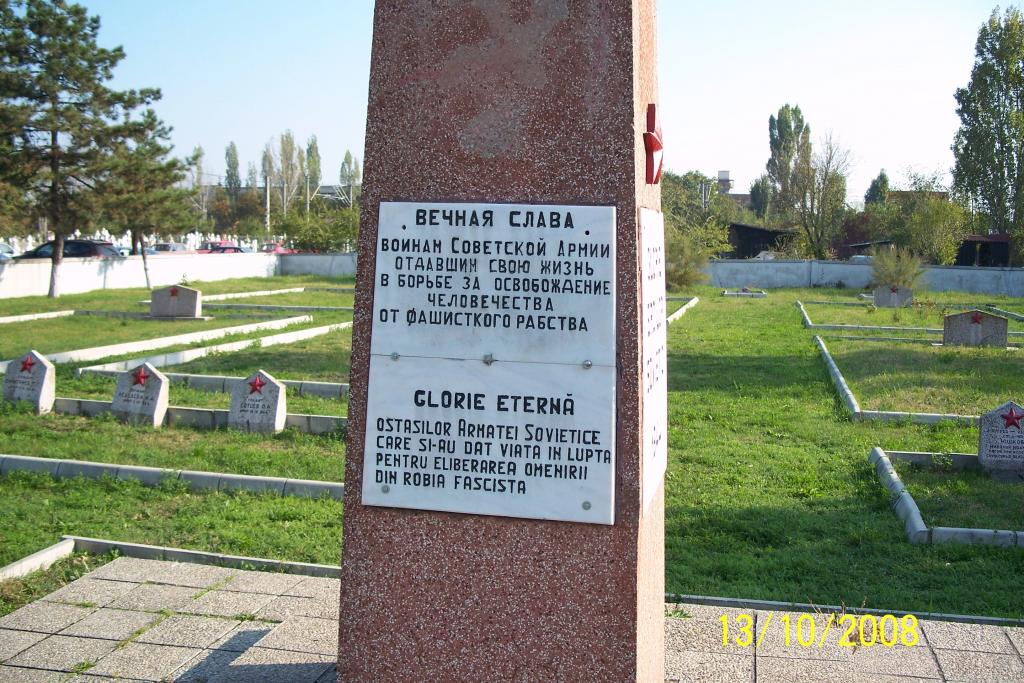 ВЕЧНАЯ СЛАВА
ВОИНАМ СОВЕТСКОЙ АРМИИ
ОТДАВШИМ СВОЮ ЖИЗНЬ
В БОРЬБЕ ЗА ОСВОБОЖДЕНИЕ
ЧЕЛОВЕЧЕСТВА
ОТ ФАШИСТКОГО РАБСТВА
GLORIE ETERNĂ
OSTASILOR ARMATEI SOVIETICE
CARE SI-AU DAT VIATA IN LUPTA
PENTRU ELIBERAREA OMENIRII
DIN ROBIA FASCISTA
13/10/2008